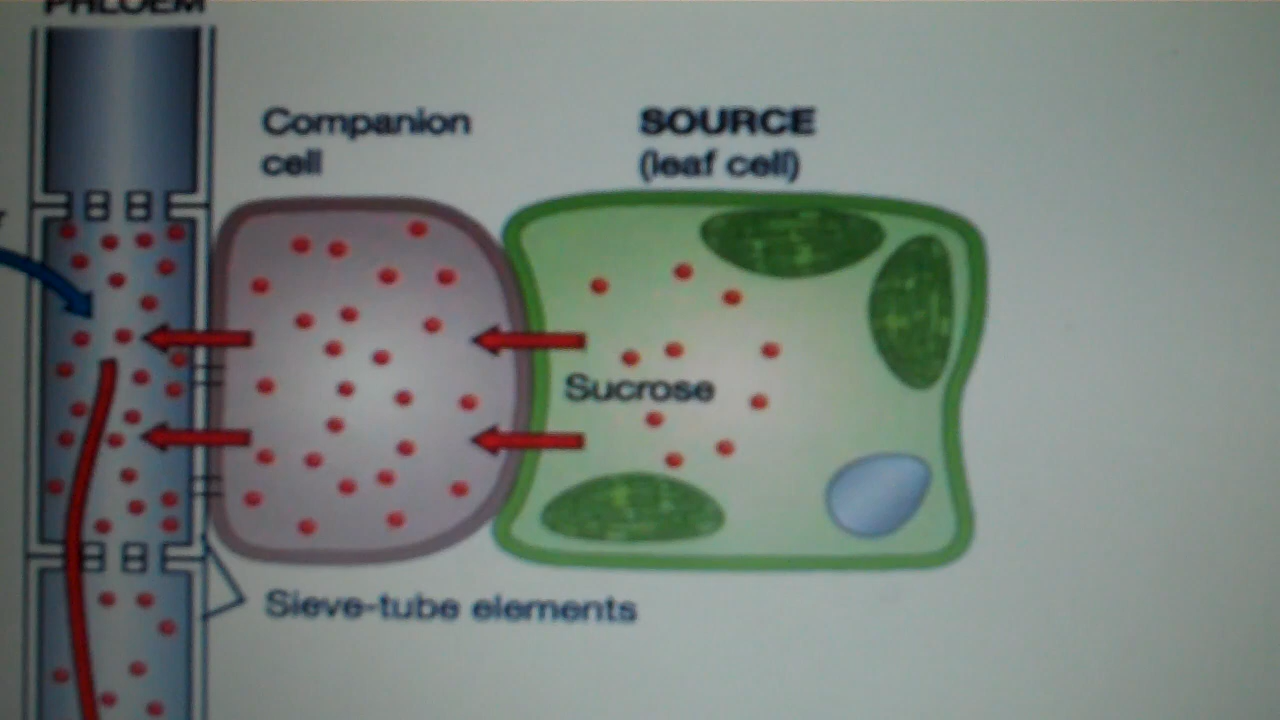 PHLOEM
Companion
cell
SOURCE
(leaf cell)
Sucrose
Sieve-tube elements